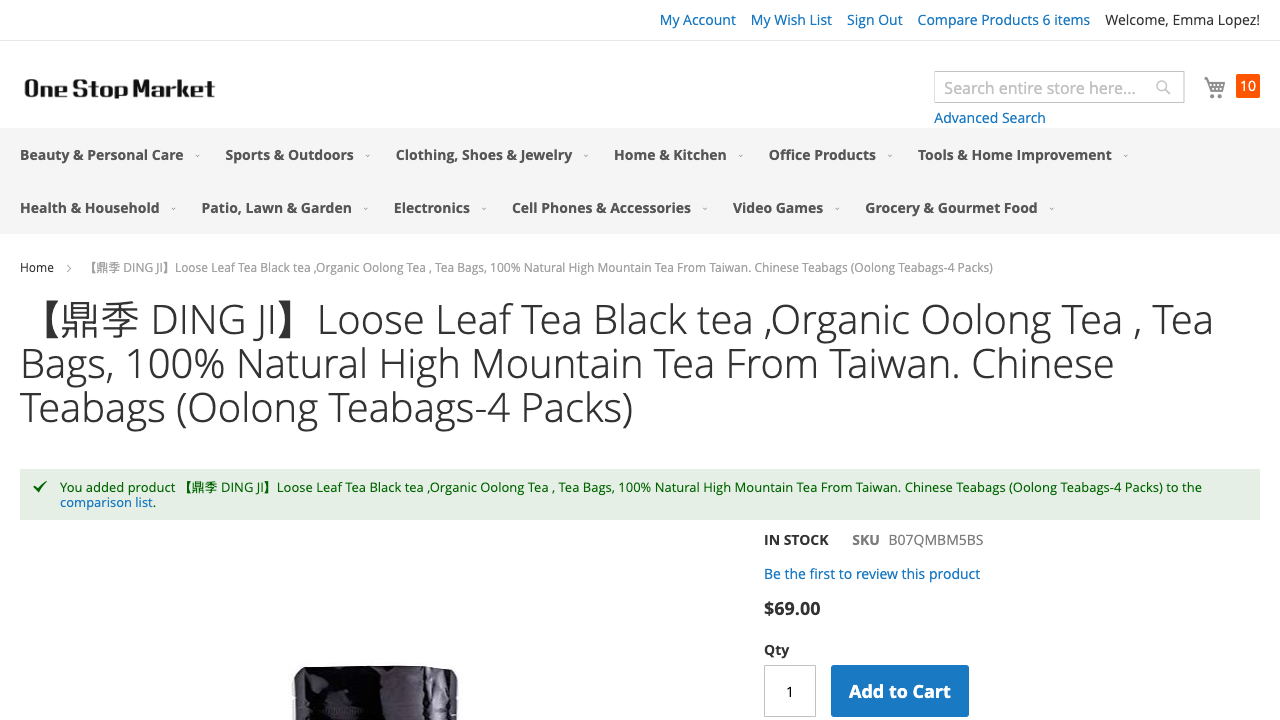 My Account My Wish List Sign Out Compare Products 6 items Welcome, Emma Lopez!
One Stop Market
Search entire store here...
10
Advanced Search
Beauty & Personal Care Sports & Outdoors Clothing, Shoes & Jewelry Home & Kitchen Office Products Tools & Home Improvement
Health & Household Patio, Lawn & Garden Electronics Cell Phones & Accessories Video Games Grocery & Gourmet Food
Home 【鼎季 DING JI】Loose Leaf Tea Black tea ,Organic Oolong Tea , Tea Bags, 100% Natural High Mountain Tea From Taiwan. Chinese Teabags (Oolong Teabags-4 Packs)
【鼎季 DING JI】Loose Leaf Tea Black tea ,Organic Oolong Tea , Tea
Bags, 100% Natural High Mountain Tea From Taiwan. Chinese
Teabags (Oolong Teabags-4 Packs)
You added product 【鼎季 DING JI】Loose Leaf Tea Black tea ,Organic Oolong Tea , Tea Bags, 100% Natural High Mountain Tea From Taiwan. Chinese Teabags (Oolong Teabags-4 Packs) to the
comparison list.
IN STOCK SKU B07QMBM5BS
Be the first to review this product
$69.00
Qty
1
Add to Cart